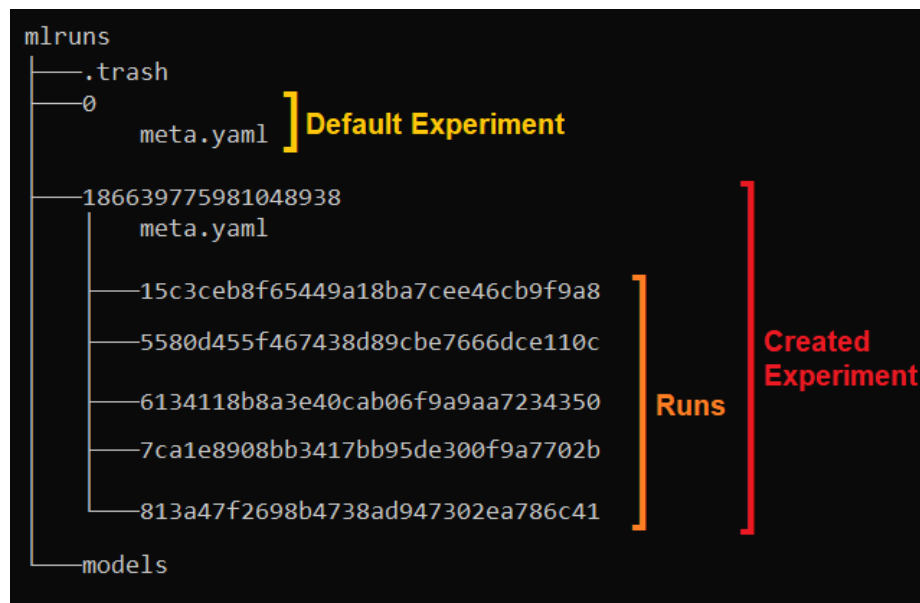 mlruns
.trash
0
meta.yaml
Default Experiment
186639775981048938
meta.yaml
15c3ceb8f65449a18ba7cee46cb9f9a8
5580d455f467438d89cbe7666dce110c
6134118b8a3e40cab06f9a9aa7234350
7ca1e8908bb3417bb95de300f9a7702b
813a47f2698b4738ad947302ea786c41
Runs
Created
Experiment
models